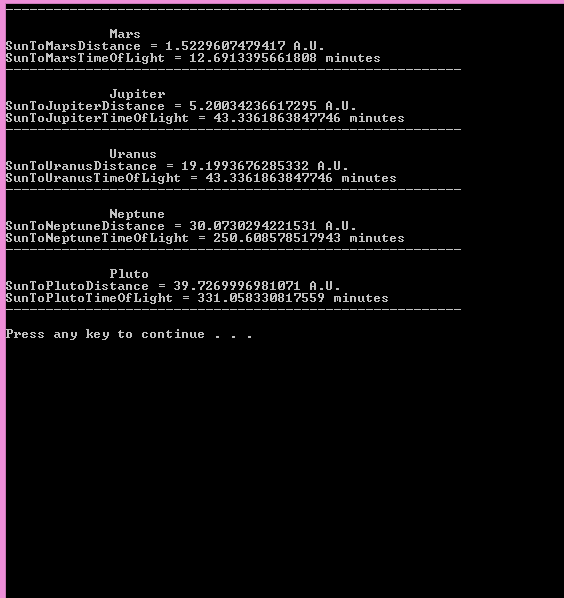 Mars
SunToMarsDistance = 1.5229607479417 A.U.
SunToMarsTimeOfLight = 12.6913395661808 minutes
Jupiter
SunToJupiterDistance = 5.20034236617295 A.U.
SunToJupiterTimeOfLight = 43.3361863847746 minutes
Uranus
SunToUranusDistance = 19.1993676285332 A.U.
SunToUranusTimeOfLight = 43.3361863847746 minutes
Neptune
SunToNeptuneDistance = 30.0730294221531 A.U.
SunToNeptuneTimeOfLight = 250.608578517943 minutes
Pluto
SunToPlutoDistance = 39.7269996981071 A.U.
SunToPlutoTimeOfLight = 331.058330817559 minutes
Press any key to continue . . .